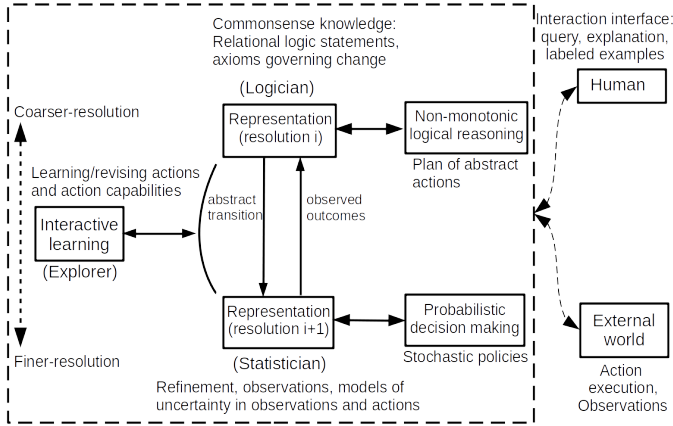 Commonsense knowledge:
Relational logic statements,
axioms governing change
(Logician)
Interaction interface:
query, explanation,
labeled examples
Human
Coarser-resolution
Representation
(resolution i)
Non-monotonic
logical reasoning
Plan of abstract
actions
Learning/revising actions
and action capabilities
abstract
transition
observed
outcomes
Interactive
learning
(Explorer)
Representation
(resolution i+1)
Probabilistic
decision making
External
world
Finer-resolution
(Statistician)
Stochastic policies
Action
execution,
Observations
Refinement, observations, models of
uncertainty in observations and actions